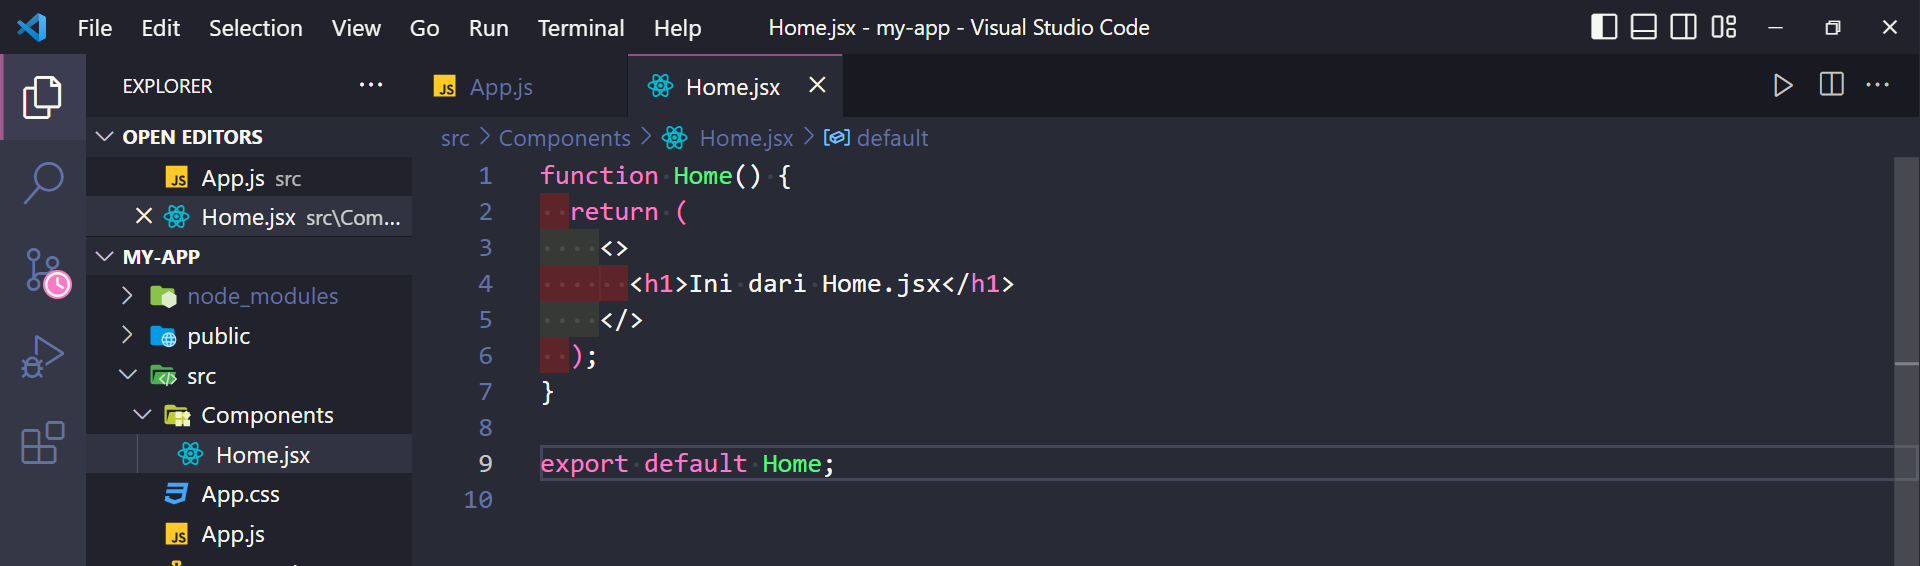 File Edit Selection View Go Run Terminal Help Home.jsx - my-app - Visual Studio Code
EXPLORER
OPEN EDITORS
JS App.js src
Home.jsx src\Com...
MY-APP
node_modules
public
src
Components
Home.jsx
App.css
JS App.js
JS App.js Home.jsx
src > Components > Home.jsx > default
1 function Home() {
2 return (
3 <>
4 <h1>Ini dari Home.jsx</h1>
5 </>
6 );
7 }
8
9 export default Home;
10